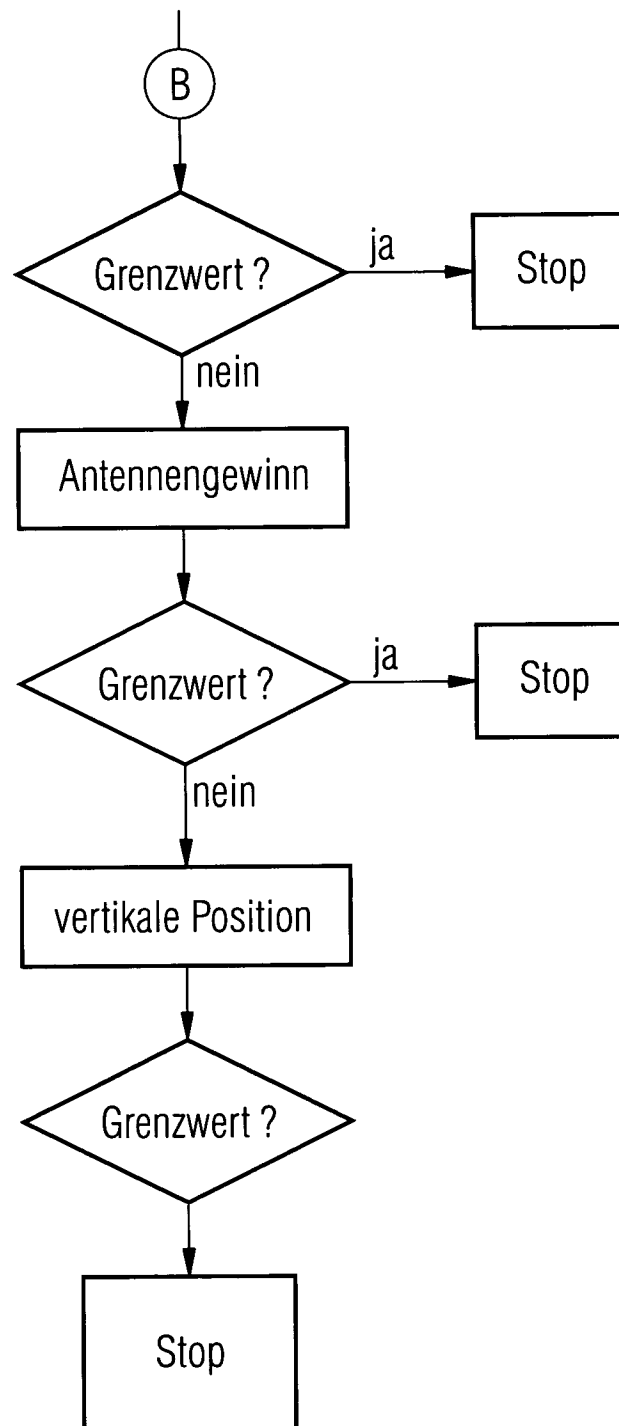 B
Grenzwert ?
ja
Stop
nein
Antennengewinn
Grenzwert ?
ja
Stop
nein
vertikale Position
Grenzwert ?
Stop